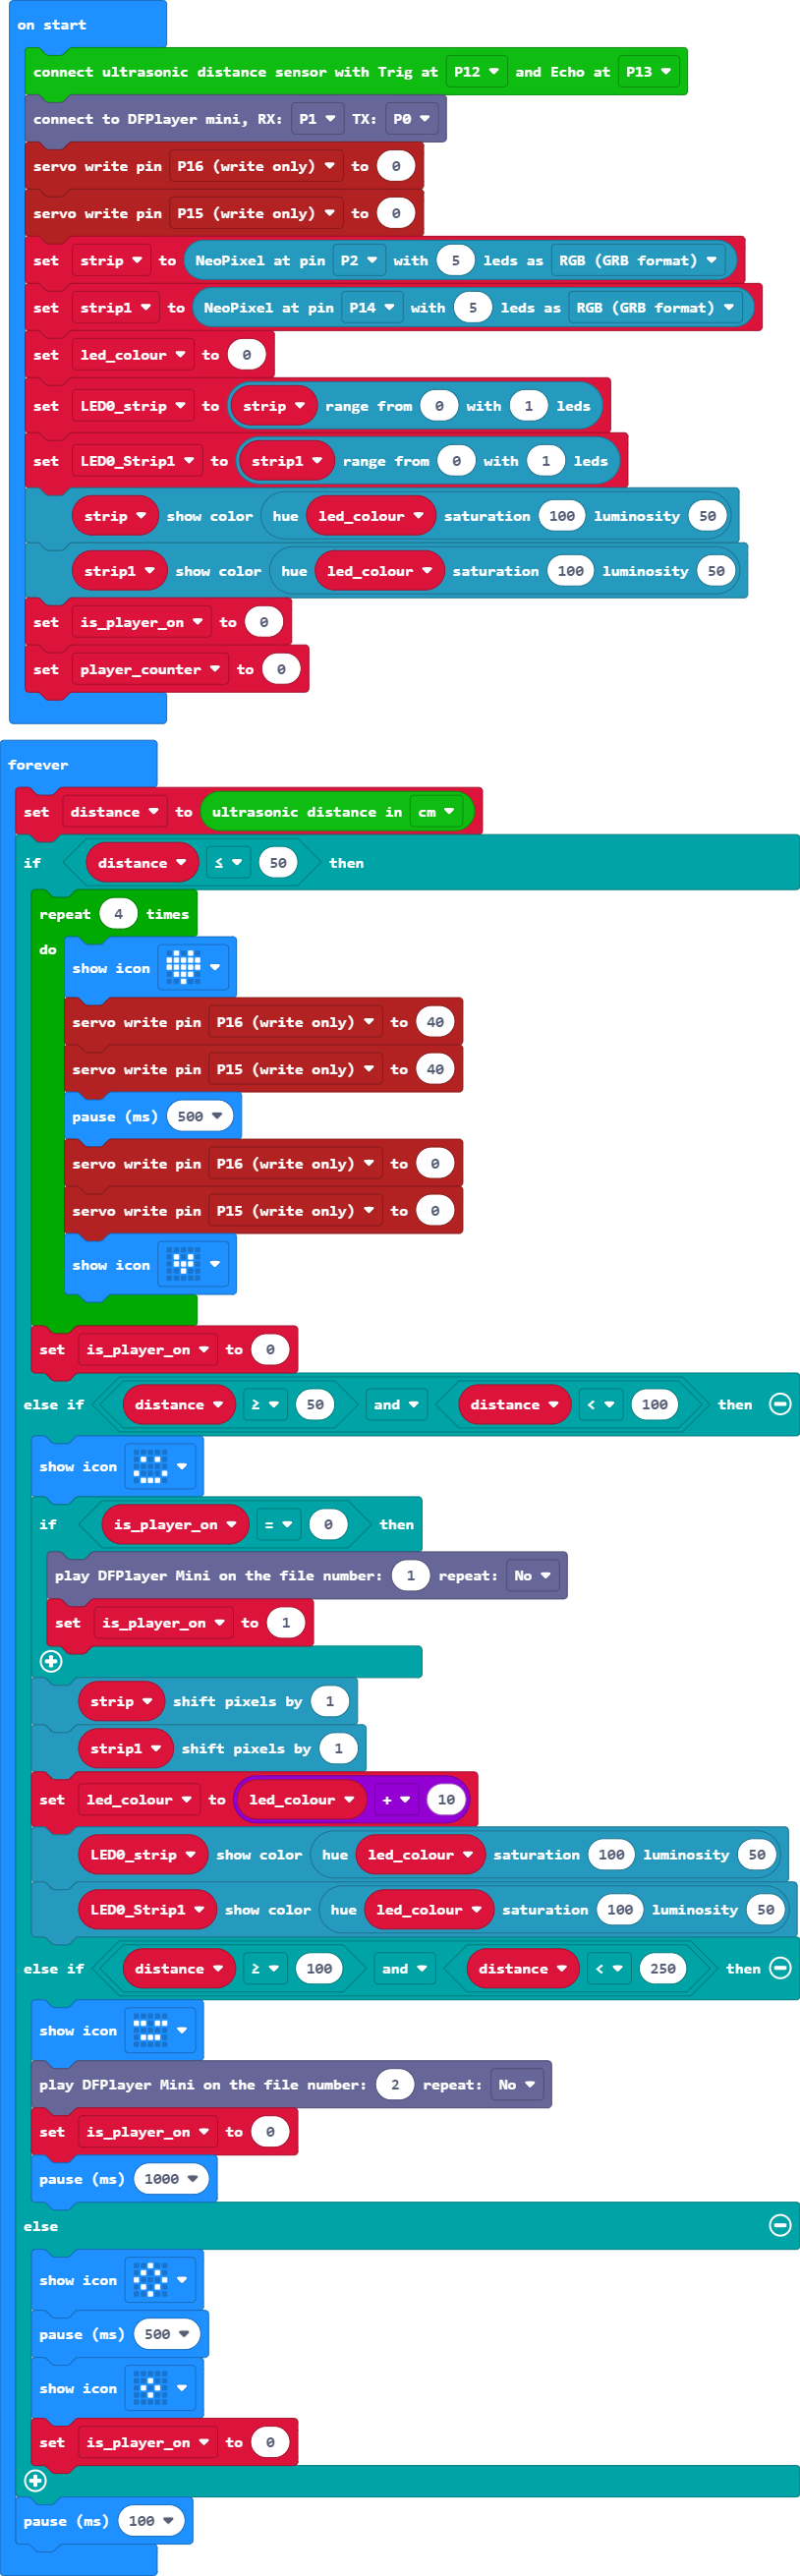 on start
connect ultrasonic distance sensor with Trig at P12 and Echo at P13
connect to DFPlayer mini, RX: P1 TX: P0
servo write pin P16 (write only) to 0
servo write pin P15 (write only) to 0
set strip to NeoPixel at pin P2 with 5 leds as RGB (GRB format)
set strip1 to NeoPixel at pin P14 with 5 leds as RGB (GRB format)
set led_colour to 0
set LED0_strip to strip range from 0 with 1 leds
set LED0_Strip1 to strip1 range from 0 with 1 leds
strip show color hue led_colour saturation 100 luminosity 50
strip1 show color hue led_colour saturation 100 luminosity 50
set is_player_on to 0
set player_counter to 0
forever
set distance to ultrasonic distance in cm
if distance ≤ 50 then
repeat 4 times
do
show icon
servo write pin P16 (write only) to 40
servo write pin P15 (write only) to 40
pause (ms) 500
servo write pin P16 (write only) to 0
servo write pin P15 (write only) to 0
show icon
set is_player_on to 0
else if distance ≥ 50 and distance < 100 then
show icon
if is_player_on = 0 then
play DFPlayer Mini on the file number: 1 repeat: No
set is_player_on to 1
strip shift pixels by 1
strip1 shift pixels by 1
set led_colour to led_colour + 10
LED0_strip show color hue led_colour saturation 100 luminosity 50
LED0_Strip1 show color hue led_colour saturation 100 luminosity 50
else if distance ≥ 100 and distance < 250 then
show icon
play DFPlayer Mini on the file number: 2 repeat: No
set is_player_on to 0
pause (ms) 1000
else
show icon
pause (ms) 500
show icon
set is_player_on to 0
pause (ms) 100